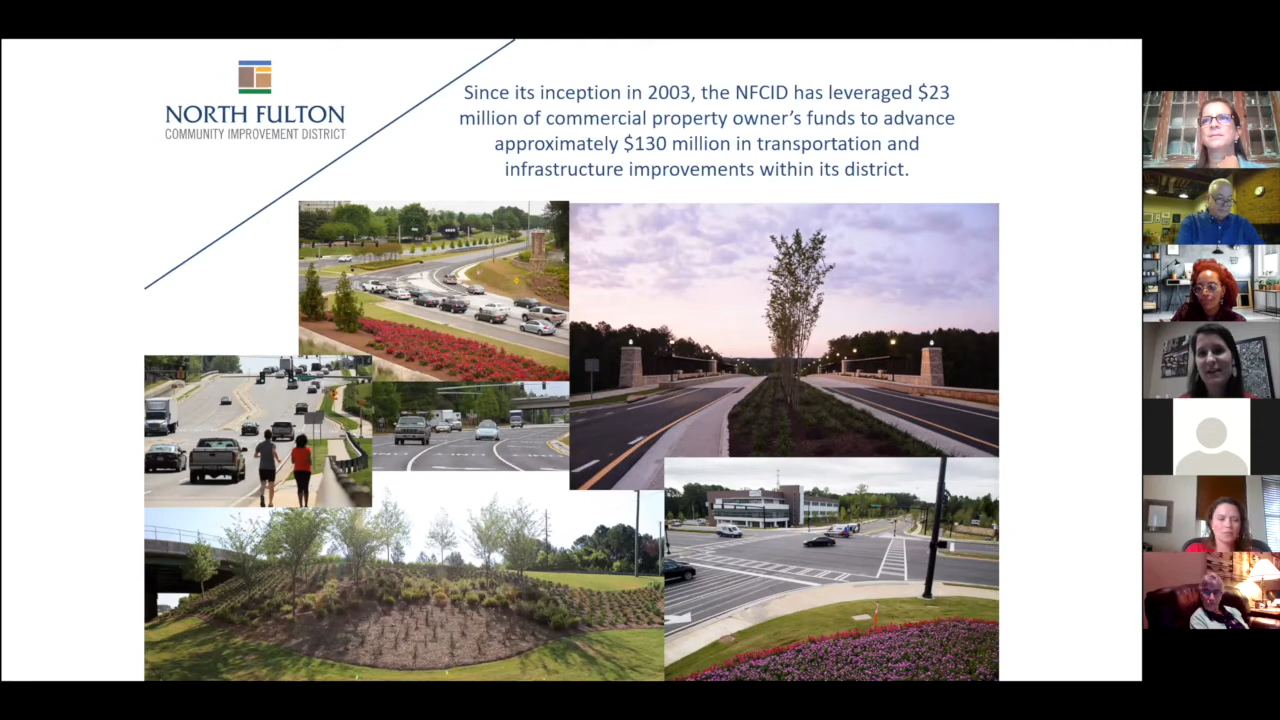 NORTH FULTON
COMMUNITY IMPROVEMENT DISTRICT
Since its inception in 2003, the NFCID has leveraged $23
million of commercial property owner’s funds to advance
approximately $130 million in transportation and
infrastructure improvements within its district.